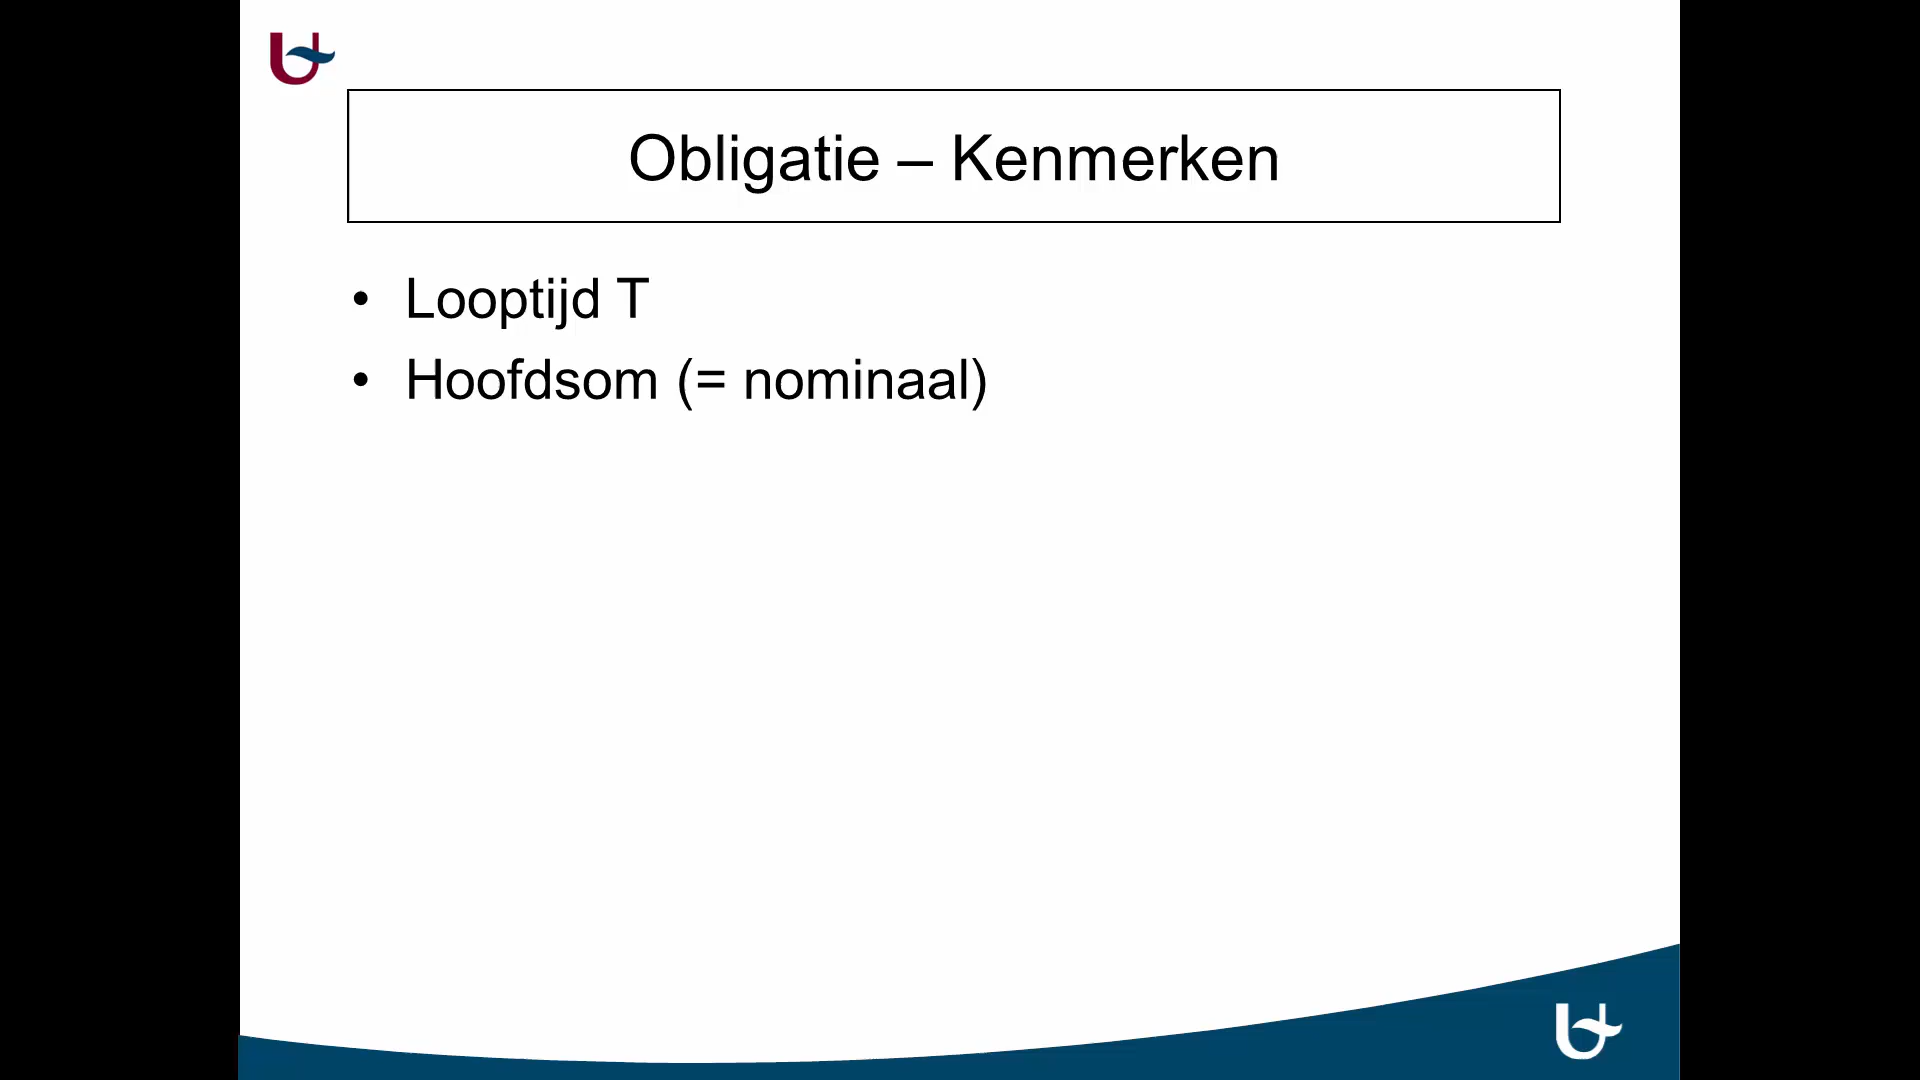 Obligatie – Kenmerken
• Looptijd T
• Hoofdsom (= nominaal)